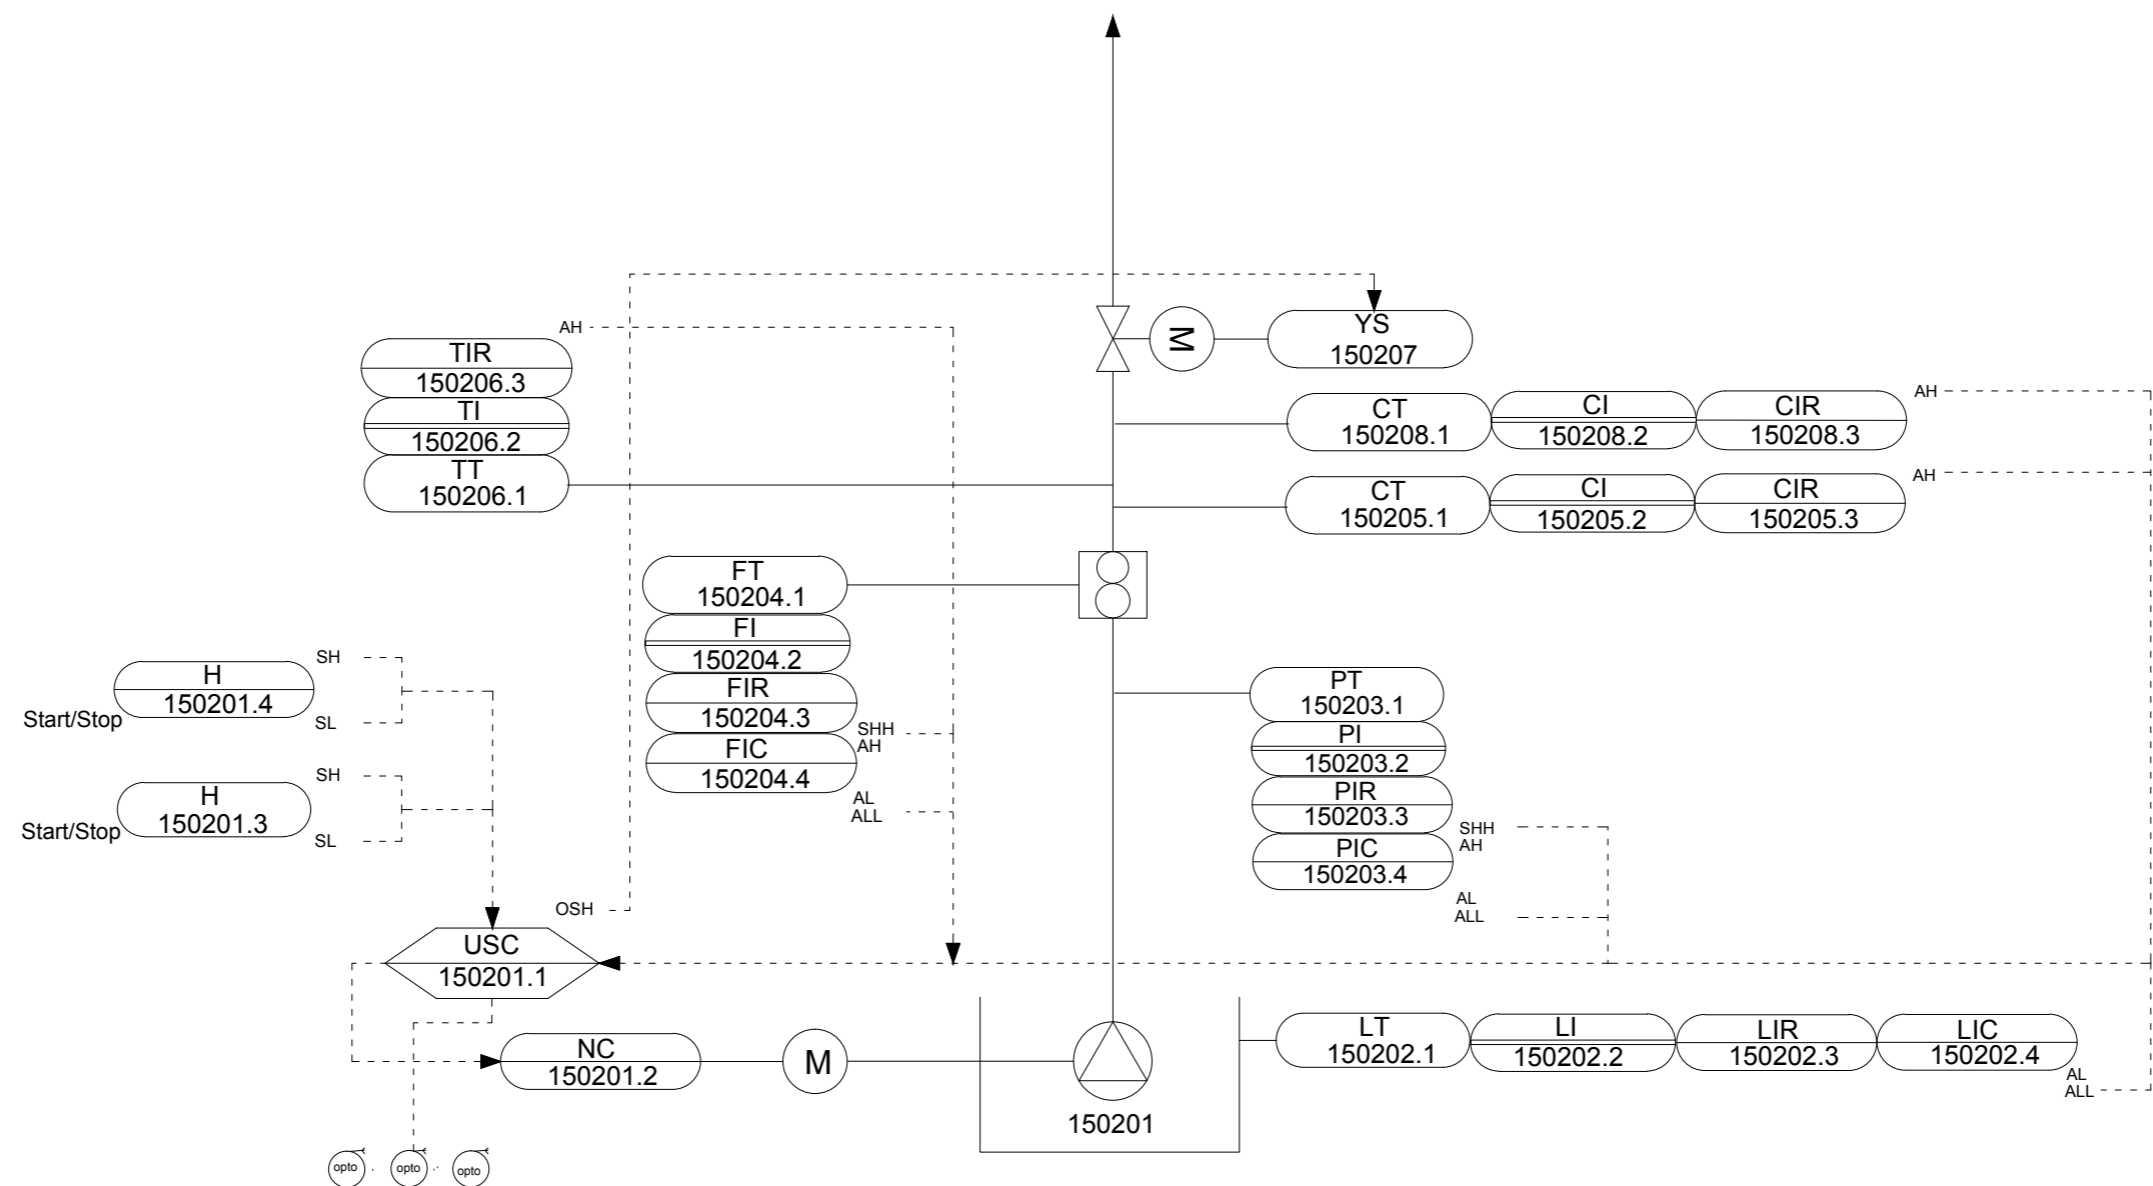 AH
TIR
150206.3
TI
150206.2
TT
150206.1
M
YS
150207
CT
150208.1
CI
150208.2
CIR
150208.3
AH
CT
150205.1
CI
150205.2
CIR
150205.3
AH
FT
150204.1
FI
150204.2
FIR
150204.3
FIC
150204.4
SHH
AH
AL
ALL
H
150201.4
Start/Stop
SH
SL
H
150201.3
Start/Stop
SH
SL
PT
150203.1
PI
150203.2
PIR
150203.3
PIC
150203.4
SHH
AH
AL
ALL
OSH
USC
150201.1
NC
150201.2
M
150201
LT
150202.1
LI
150202.2
LIR
150202.3
LIC
150202.4
AL
ALL
opto
opto
opto